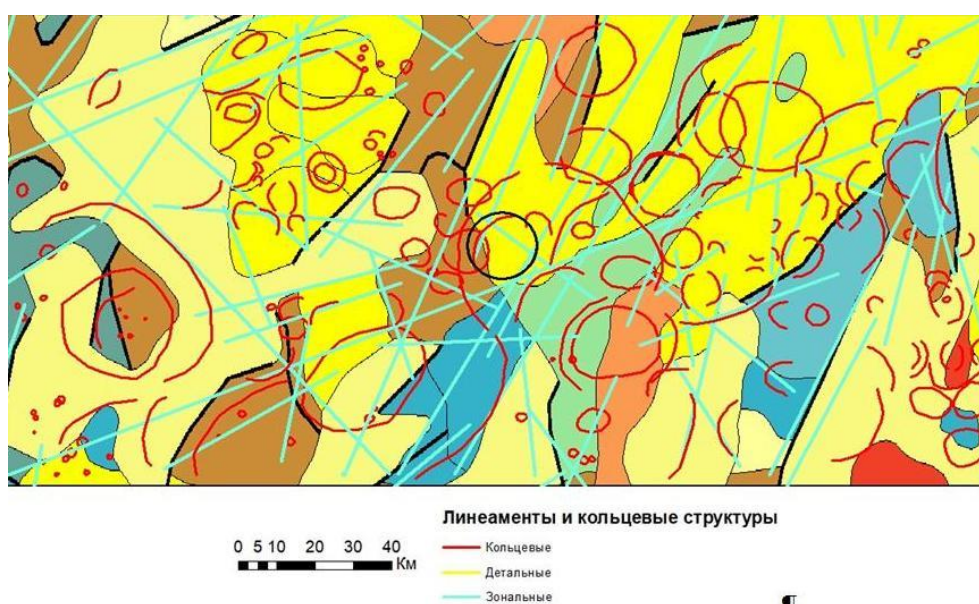 Линеаменты и кольцевые структуры
0 5 10 20 30 40
Км
Кольцевые
Детальные
Зональные
¶